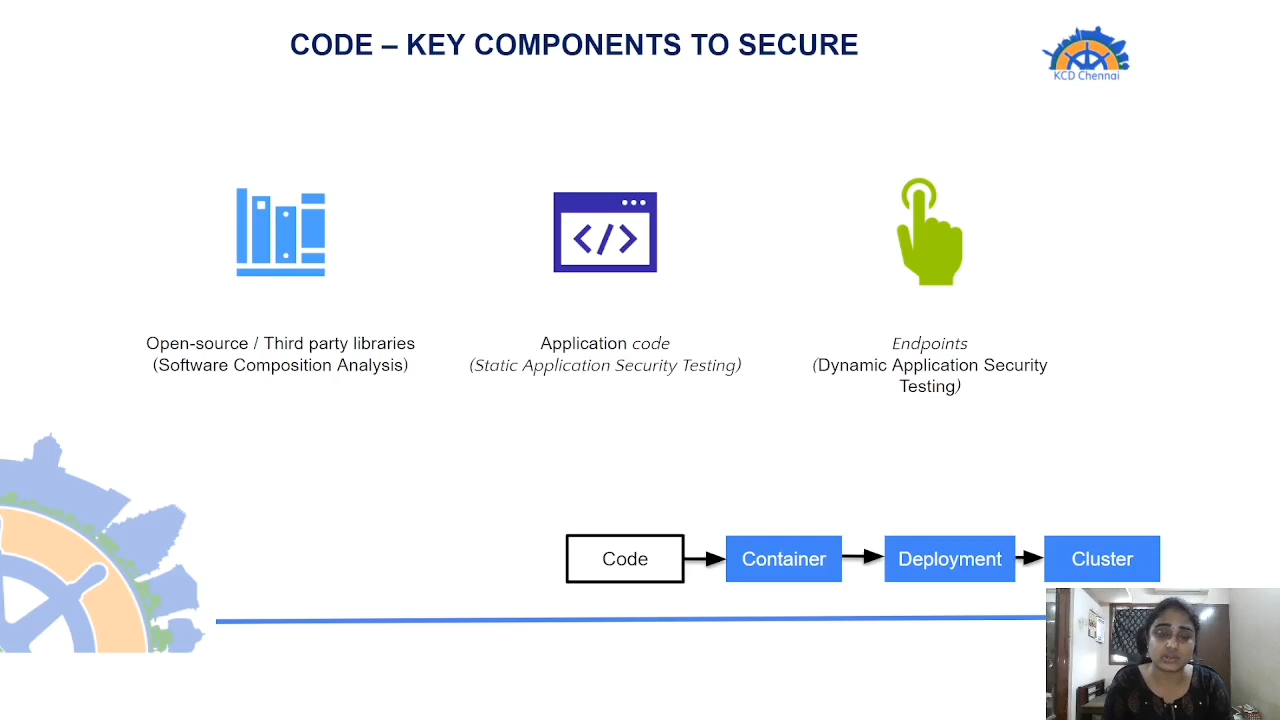 CODE – KEY COMPONENTS TO SECURE
KCD Chennai
Open-source / Third party libraries
(Software Composition Analysis)
Application code
(Static Application Security Testing)
Endpoints
(Dynamic Application Security
Testing)
Code
Container
Deployment
Cluster